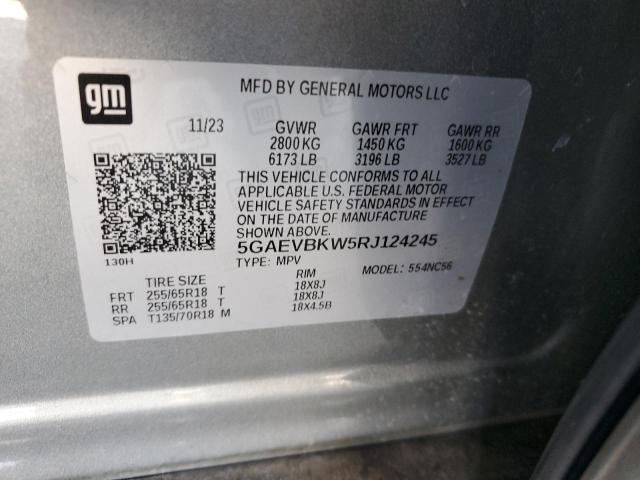 gm
MFD BY GENERAL MOTORS LLC
11/23 GVWR GAWR FRT GAWR RR
2800 KG 1450 KG 1600 KG
6173 LB 3196 LB 3527 LB
THIS VEHICLE CONFORMS TO ALL
APPLICABLE U.S. FEDERAL MOTOR
VEHICLE SAFETY STANDARDS IN EFFECT
ON THE DATE OF MANUFACTURE
SHOWN ABOVE.
5GAEVBKW5RJ124245
130H
TYPE: MPV MODEL: 554NC56
TIRE SIZE RIM
FRT 255/65R18 T 18X8J
RR 255/65R18 T 18X8J
SPA T135/70R18 M 18X4.5B